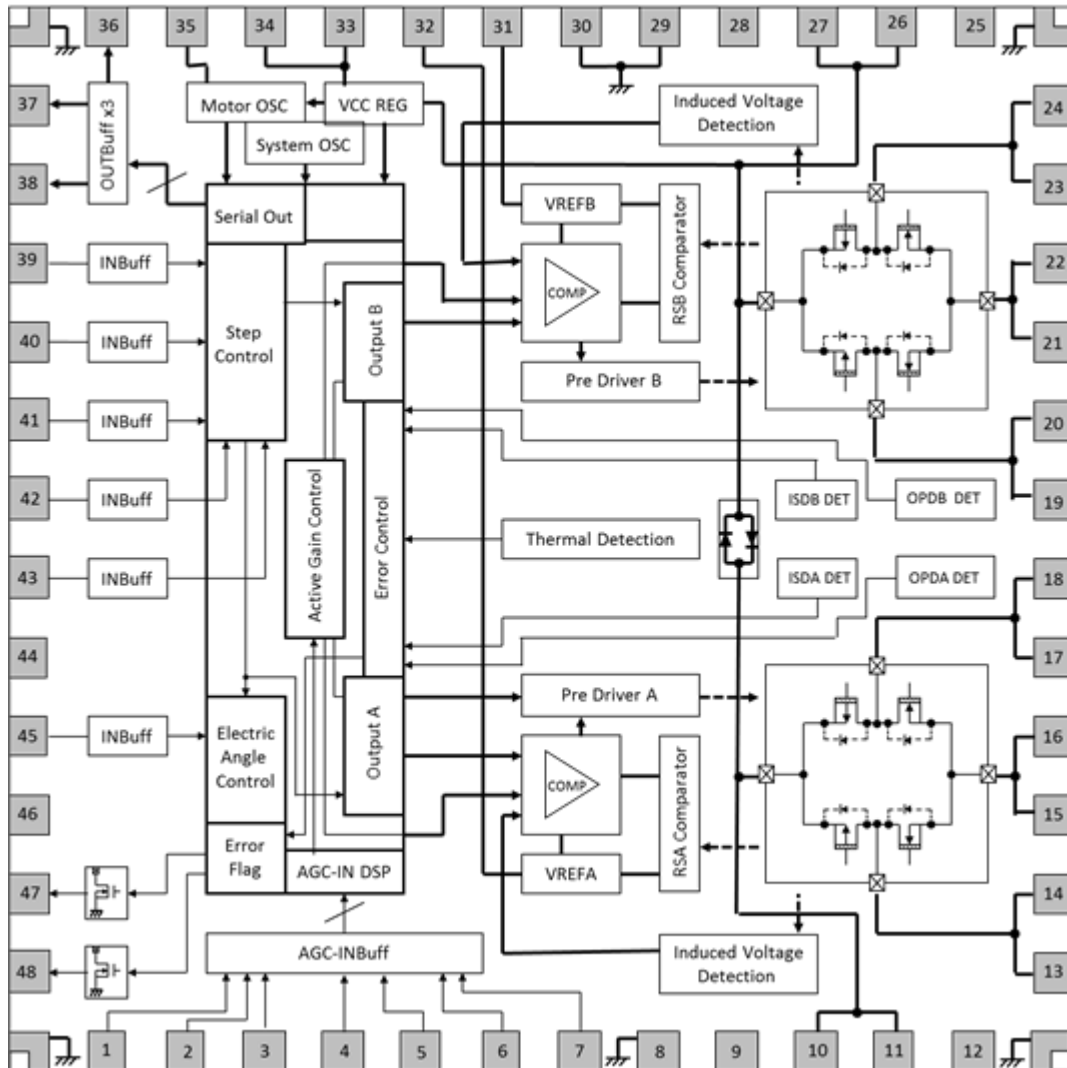 36 35 34 33 32 31 30 29 28 27 26 25
37
38
39
40
41
42
43
44
45
46
47
48
OUTBuff x3
Motor OSC
VCC REG
System OSC
Induced Voltage
Detection
24
23
22
21
20
19
18
17
16
15
14
13
Serial Out
VREFB
RSB Comparator
INBuff
INBuff
INBuff
INBuff
INBuff
INBuff
Step
Control
Output B
COMP
Pre Driver B
ISDB DET
OPDB DET
Active Gain Control
Error Control
Thermal Detection
ISDA DET
OPDA DET
Pre Driver A
Electric
Angle
Control
Output A
COMP
RSA Comparator
VREFA
Error
Flag
AGC-IN DSP
AGC-INBuff
Induced Voltage
Detection
1 2 3 4 5 6 7 8 9 10 11 12